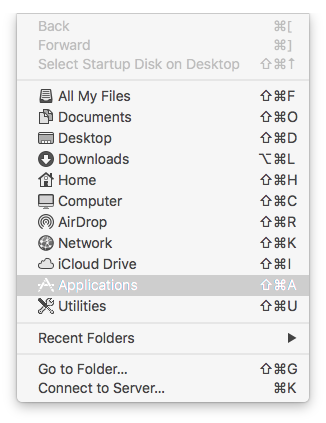 Back ⌘[
Forward ⌘]
Select Startup Disk on Desktop ⇧⌘↑
All My Files ⇧⌘F
Documents ⇧⌘O
Desktop ⇧⌘D
Downloads ⌥⌘L
Home ⇧⌘H
Computer ⇧⌘C
AirDrop ⇧⌘R
Network ⇧⌘K
iCloud Drive ⇧⌘I
Applications ⇧⌘A
Utilities ⇧⌘U
Recent Folders ▶
Go to Folder... ⇧⌘G
Connect to Server... ⌘K